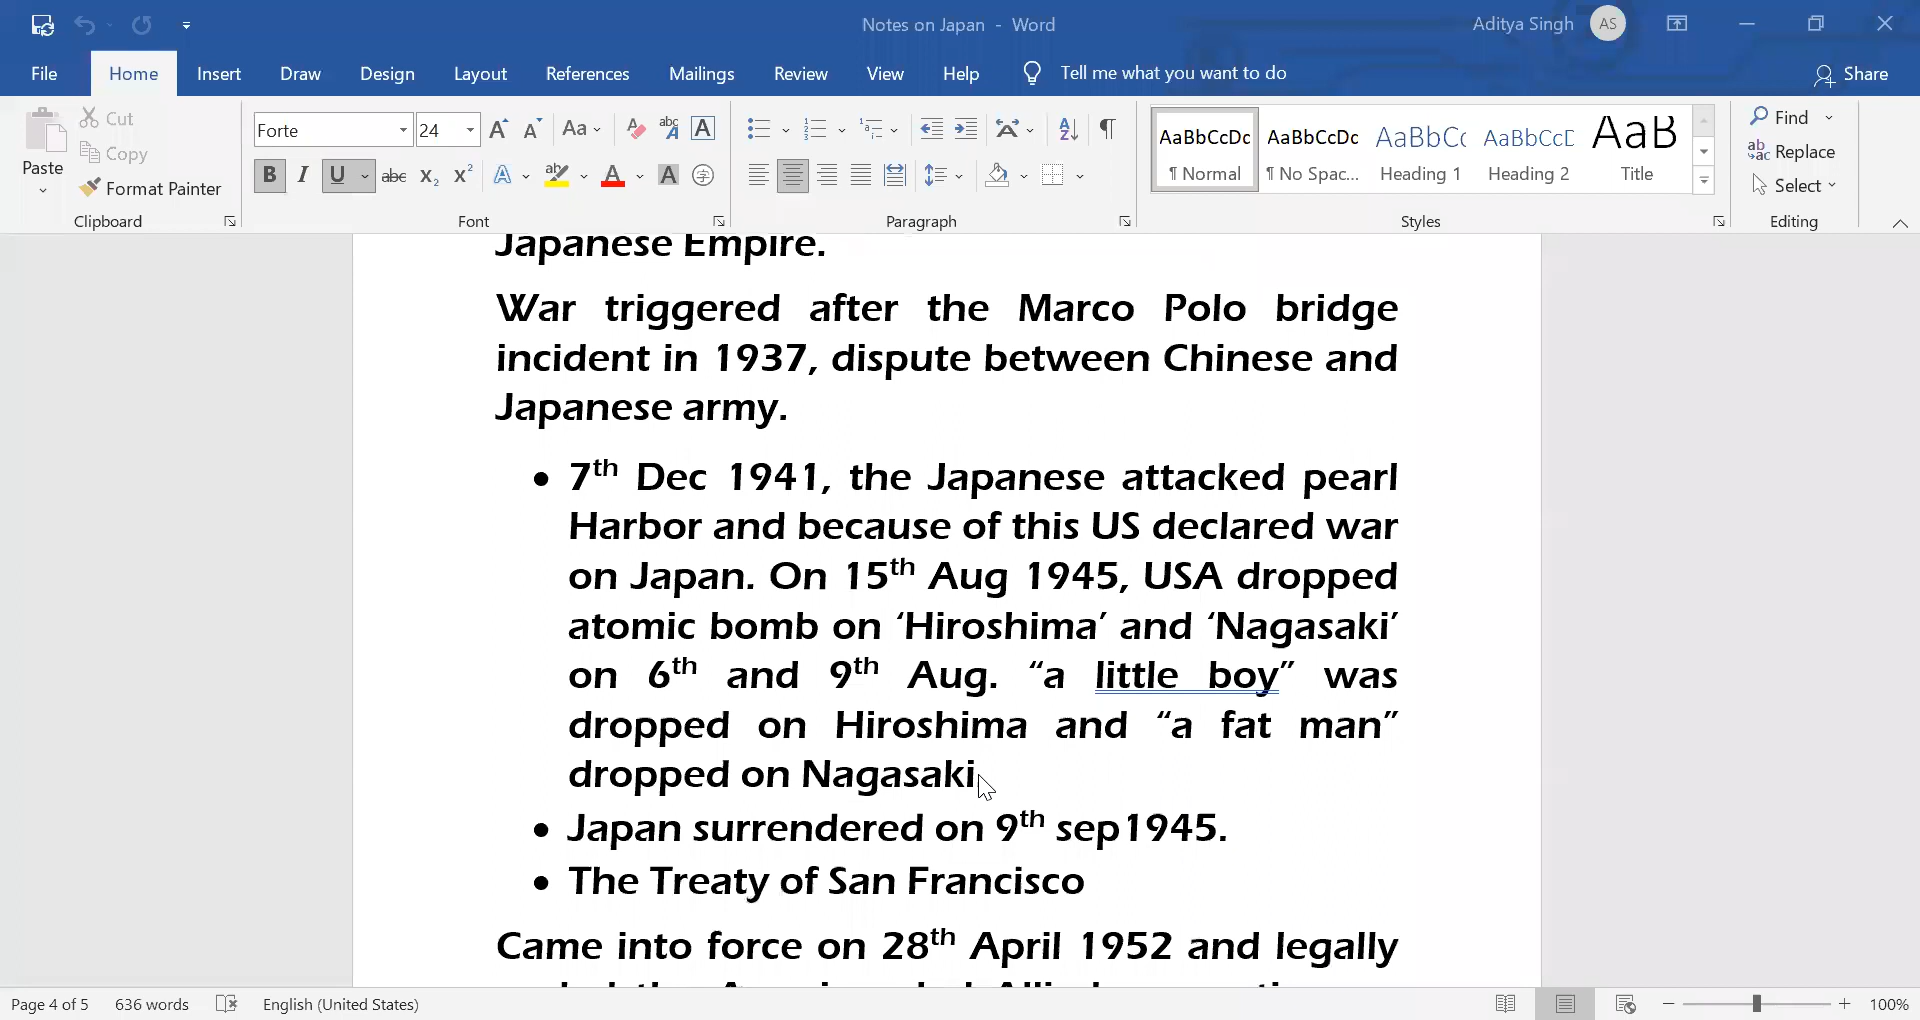 Notes on Japan - Word
Aditya Singh AS
File Home Insert Draw Design Layout References Mailings Review View Help Tell me what you want to do Share
Paste
Cut
Copy
Format Painter
Clipboard
Forte 24
Aa
B I U abc X₂ X² A A A 字
Font
Paragraph
AaBbCcDc AaBbCcDc AaBbCc AaBbCcD AaB
¶ Normal ¶ No Spac... Heading 1 Heading 2 Title
Styles
Find
Replace
Select
Editing
Japanese Empire.
War triggered after the Marco Polo bridge
incident in 1937, dispute between Chinese and
Japanese army.
• 7th Dec 1941, the Japanese attacked pearl
Harbor and because of this US declared war
on Japan. On 15th Aug 1945, USA dropped
atomic bomb on ‘Hiroshima’ and ‘Nagasaki’
on 6th and 9th Aug. “a little boy” was
dropped on Hiroshima and “a fat man”
dropped on Nagasaki.
• Japan surrendered on 9th sep1945.
• The Treaty of San Francisco
Came into force on 28th April 1952 and legally
Page 4 of 5 636 words English (United States) 100%